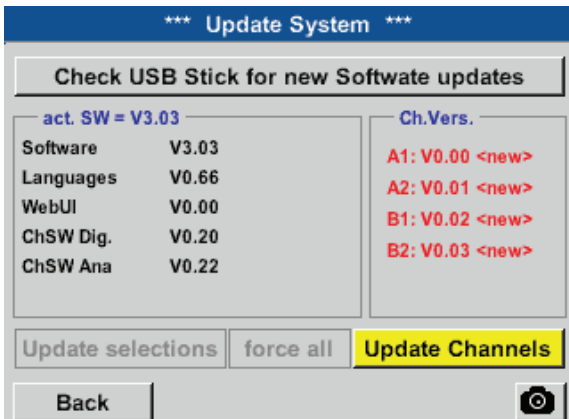 *** Update System ***
Check USB Stick for new Softwate updates
act. SW = V3.03
Software V3.03
Languages V0.66
WebUI V0.00
ChSW Dig. V0.20
ChSW Ana V0.22
Ch.Vers.
A1: V0.00 <new>
A2: V0.01 <new>
B1: V0.02 <new>
B2: V0.03 <new>
Update selections force all Update Channels
Back